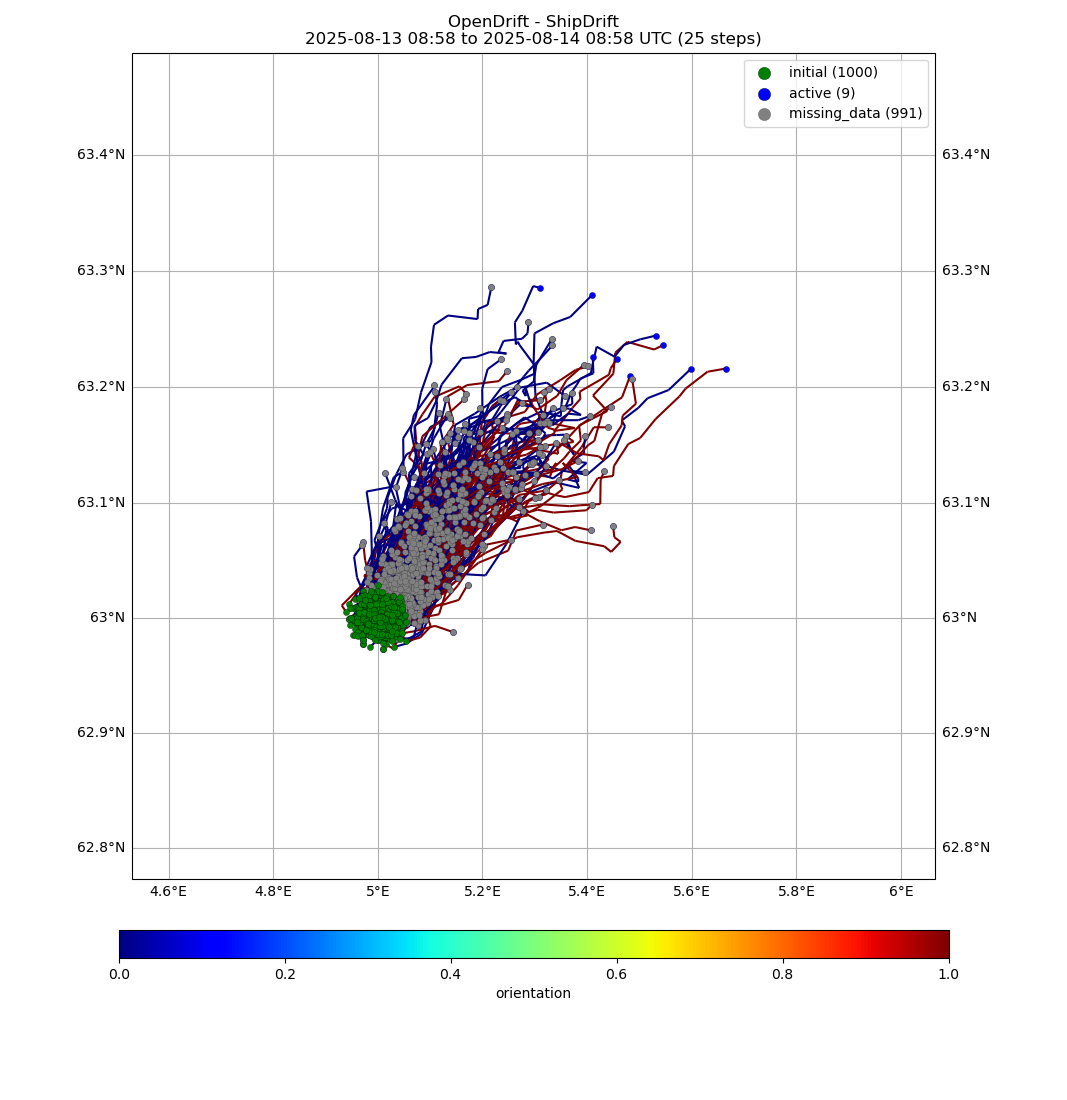 OpenDrift - ShipDrift
2025-08-13 08:58 to 2025-08-14 08:58 UTC (25 steps)
initial (1000)
active (9)
missing_data (991)
63.4°N 63.4°N
63.3°N 63.3°N
63.2°N 63.2°N
63.1°N 63.1°N
63°N 63°N
62.9°N 62.9°N
62.8°N 62.8°N
4.6°E 4.8°E 5°E 5.2°E 5.4°E 5.6°E 5.8°E 6°E
0.0 0.2 0.4 0.6 0.8 1.0
orientation